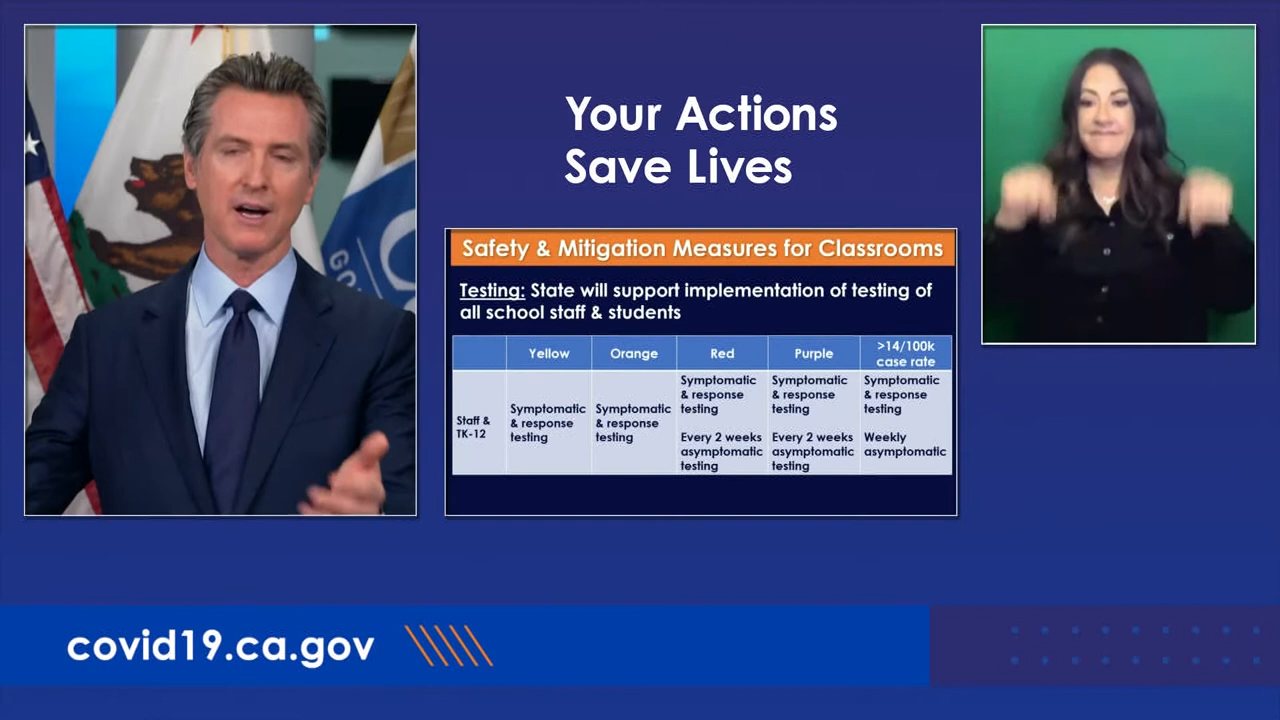 Your Actions
Save Lives
Safety & Mitigation Measures for Classrooms
Testing: State will support implementation of testing of
all school staff & students
Yellow
Orange
Red
Purple
>14/100k
case rate
Staff &
TK-12
Symptomatic
& response
testing
Symptomatic
& response
testing
Symptomatic
& response
testing
Every 2 weeks
asymptomatic
testing
Symptomatic
& response
testing
Every 2 weeks
asymptomatic
testing
Symptomatic
& response
testing
Weekly
asymptomatic
covid19.ca.gov